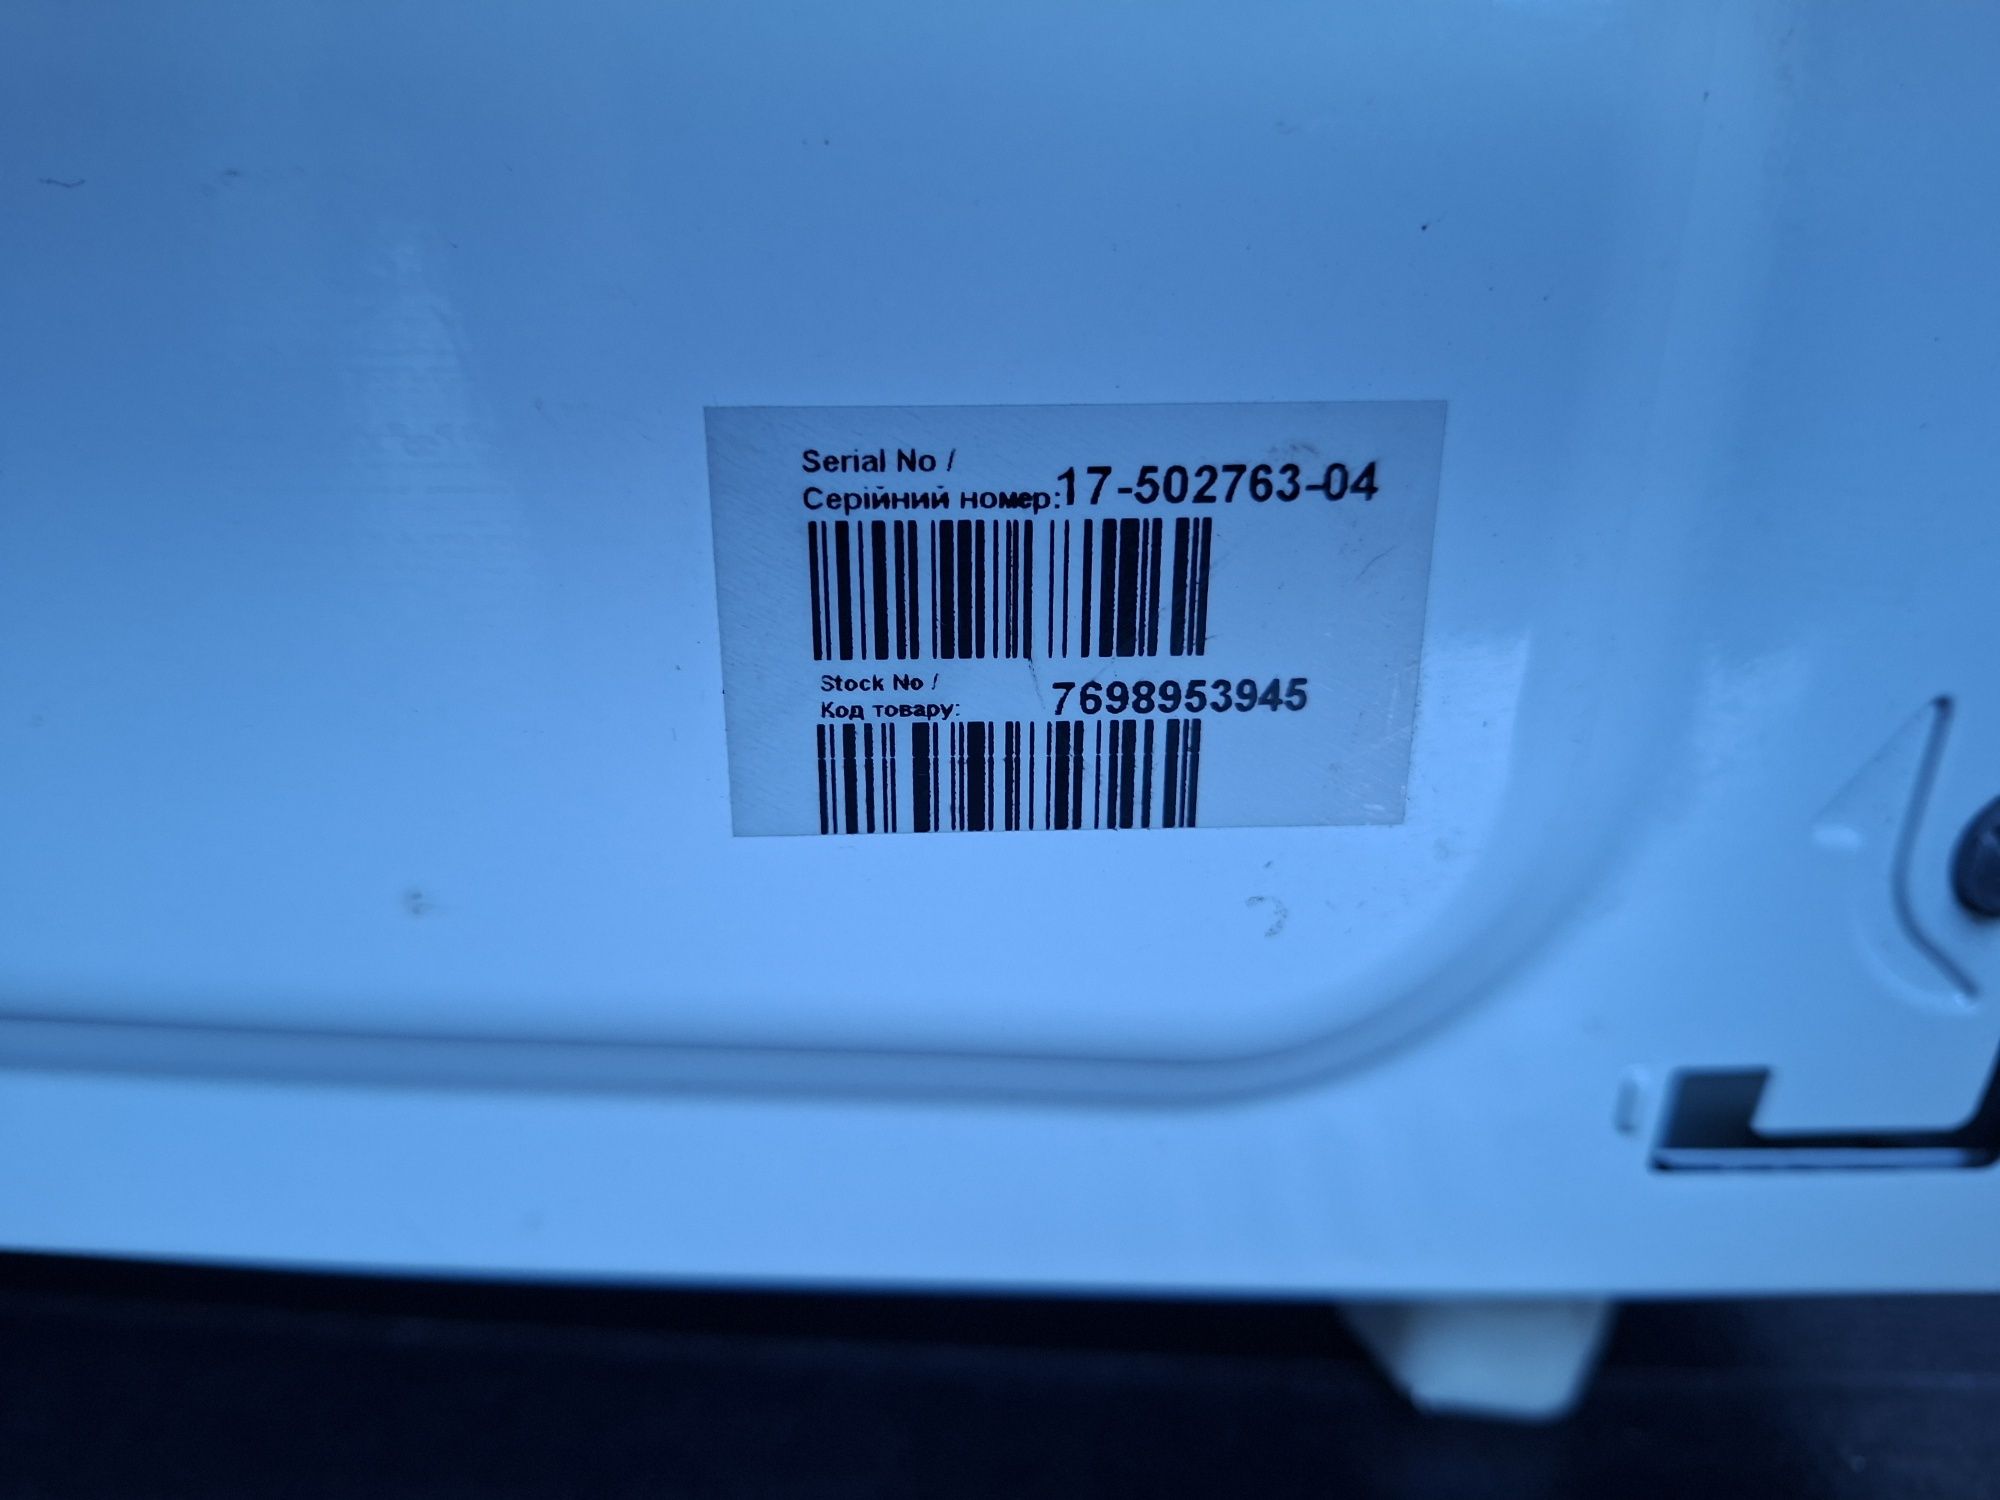 Serial No /
Серійний номер: 17-502763-04
Stock No /
Код товару: 7698953945